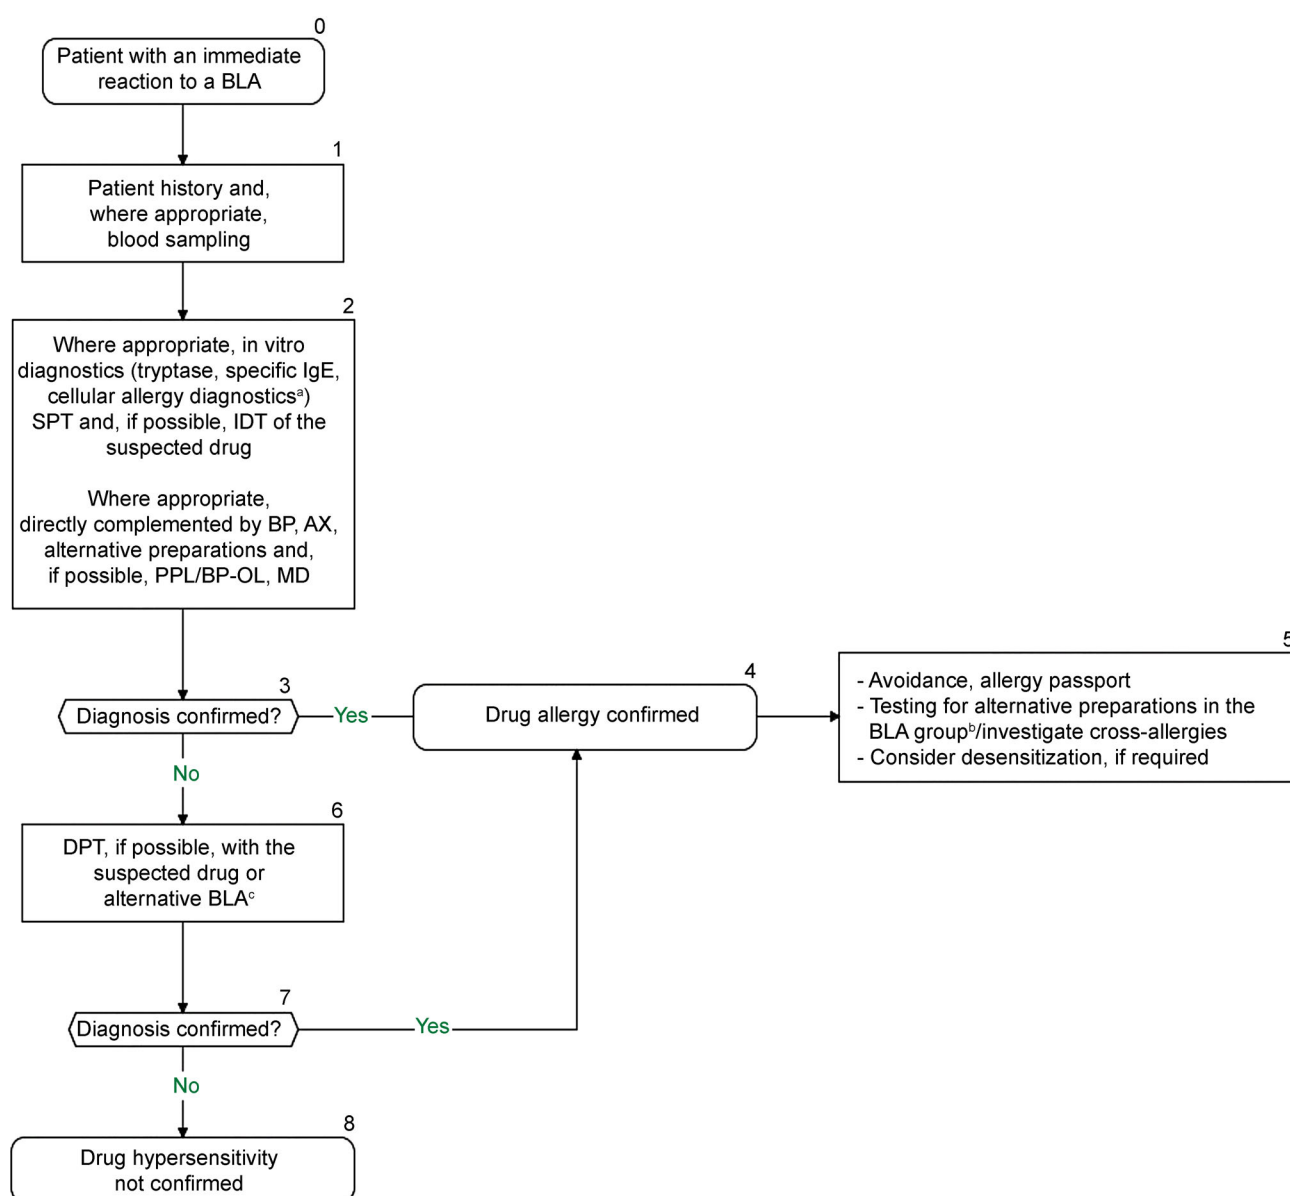 0
Patient with an immediate
reaction to a BLA
1
Patient history and,
where appropriate,
blood sampling
2
Where appropriate, in vitro
diagnostics (tryptase, specific IgE,
cellular allergy diagnosticsᵃ)
SPT and, if possible, IDT of the
suspected drug
Where appropriate,
directly complemented by BP, AX,
alternative preparations and,
if possible, PPL/BP-OL, MD
3
Diagnosis confirmed?
Yes
4
Drug allergy confirmed
5
- Avoidance, allergy passport
- Testing for alternative preparations in the
BLA groupᵇ/investigate cross-allergies
- Consider desensitization, if required
No
6
DPT, if possible, with the
suspected drug or
alternative BLAᶜ
7
Diagnosis confirmed?
Yes
No
8
Drug hypersensitivity
not confirmed